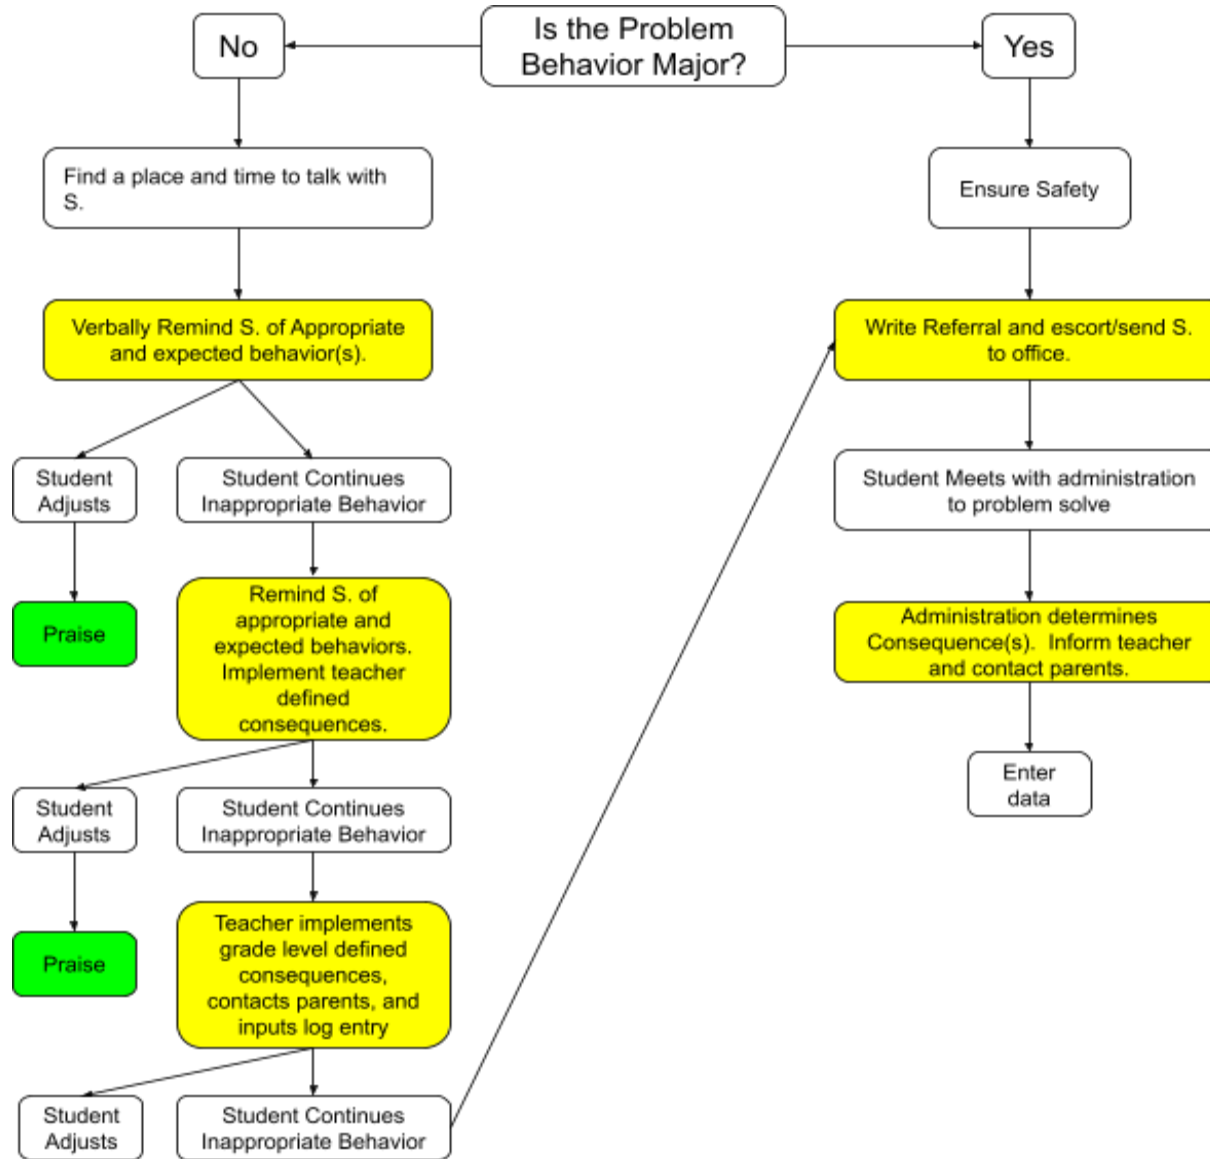 Is the Problem
Behavior Major?
No
Yes
Find a place and time to talk with
S.
Ensure Safety
Verbally Remind S. of Appropriate
and expected behavior(s).
Write Referral and escort/send S.
to office.
Student
Adjusts
Student Continues
Inappropriate Behavior
Student Meets with administration
to problem solve
Praise
Remind S. of
appropriate and
expected behaviors.
Implement teacher
defined
consequences.
Administration determines
Consequence(s).  Inform teacher
and contact parents.
Student
Adjusts
Student Continues
Inappropriate Behavior
Enter
data
Praise
Teacher implements
grade level defined
consequences,
contacts parents, and
inputs log entry
Student
Adjusts
Student Continues
Inappropriate Behavior